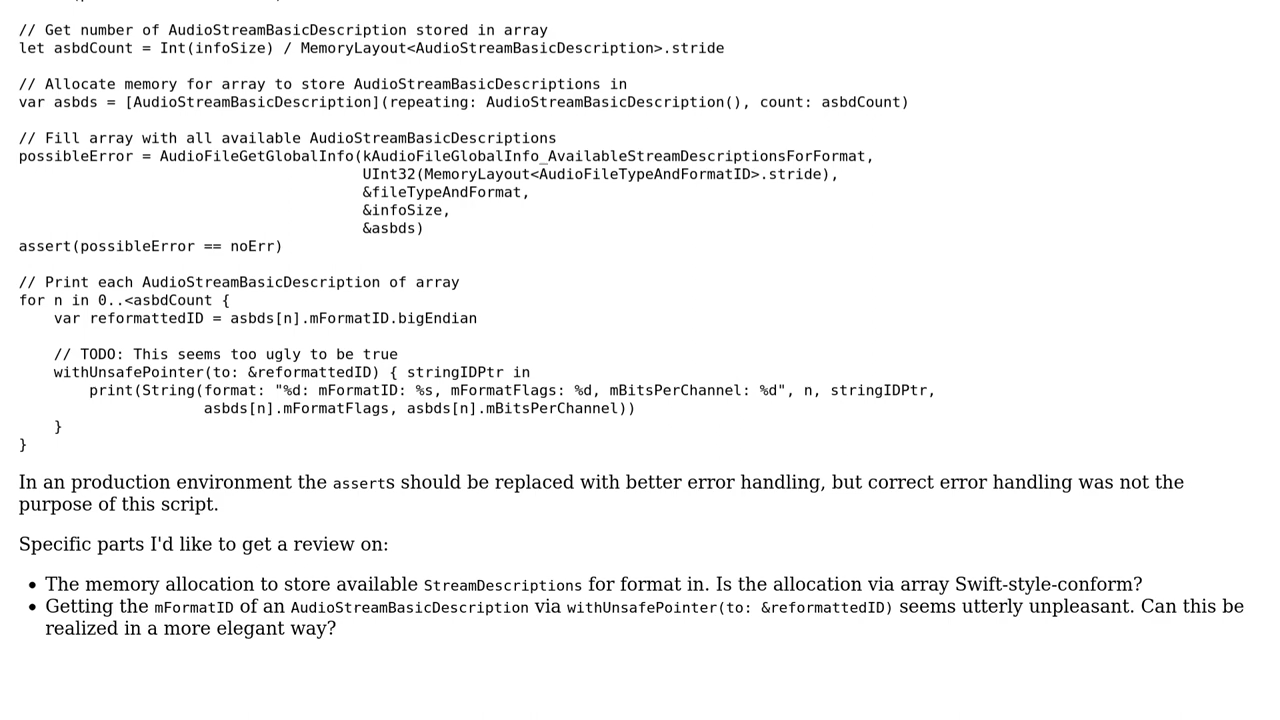 // Get number of AudioStreamBasicDescription stored in array
let asbdCount = Int(infoSize) / MemoryLayout<AudioStreamBasicDescription>.stride
// Allocate memory for array to store AudioStreamBasicDescriptions in
var asbds = [AudioStreamBasicDescription](repeating: AudioStreamBasicDescription(), count: asbdCount)
// Fill array with all available AudioStreamBasicDescriptions
possibleError = AudioFileGetGlobalInfo(kAudioFileGlobalInfo_AvailableStreamDescriptionsForFormat,
UInt32(MemoryLayout<AudioFileTypeAndFormatID>.stride),
&fileTypeAndFormat,
&infoSize,
&asbds)
assert(possibleError == noErr)
// Print each AudioStreamBasicDescription of array
for n in 0..<asbdCount {
var reformattedID = asbds[n].mFormatID.bigEndian
// TODO: This seems too ugly to be true
withUnsafePointer(to: &reformattedID) { stringIDPtr in
print(String(format: "%d: mFormatID: %s, mFormatFlags: %d, mBitsPerChannel: %d", n, stringIDPtr,
asbds[n].mFormatFlags, asbds[n].mBitsPerChannel))
}
}
In an production environment the asserts should be replaced with better error handling, but correct error handling was not the
purpose of this script.
Specific parts I'd like to get a review on:
• The memory allocation to store available StreamDescriptions for format in. Is the allocation via array Swift-style-conform?
• Getting the mFormatID of an AudioStreamBasicDescription via withUnsafePointer(to: &reformattedID) seems utterly unpleasant. Can this be
realized in a more elegant way?